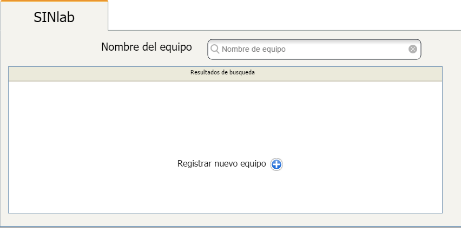 SINlab
Nombre del equipo
Nombre de equipo
Resultados de busqueda
Registrar nuevo equipo